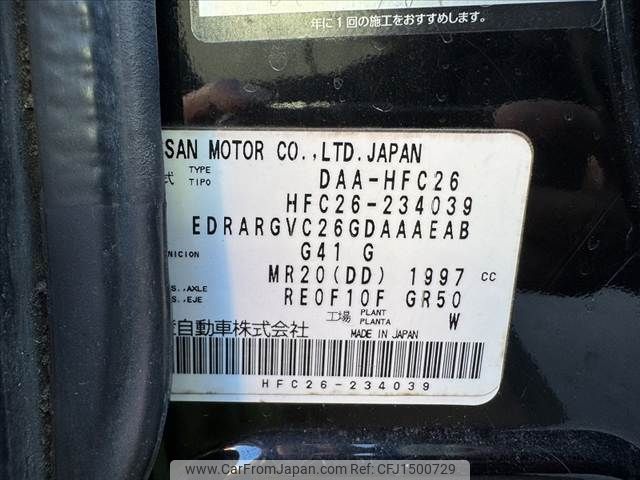 年に1回の施工をおすすめします。
SAN MOTOR CO.,LTD.JAPAN
式 TYPE TIPO DAA-HFC26
HFC26-234039
EDRARGVC26GDAAAEAB
NICION G41 G
MR20(DD) 1997 CC
S.,AXLE S.,EJE RE0F10F GR50
工場 PLANT PLANTA W
自動車株式会社 MADE IN JAPAN
HFC26-234039
www.CarFromJapan.com - CFJ1500729